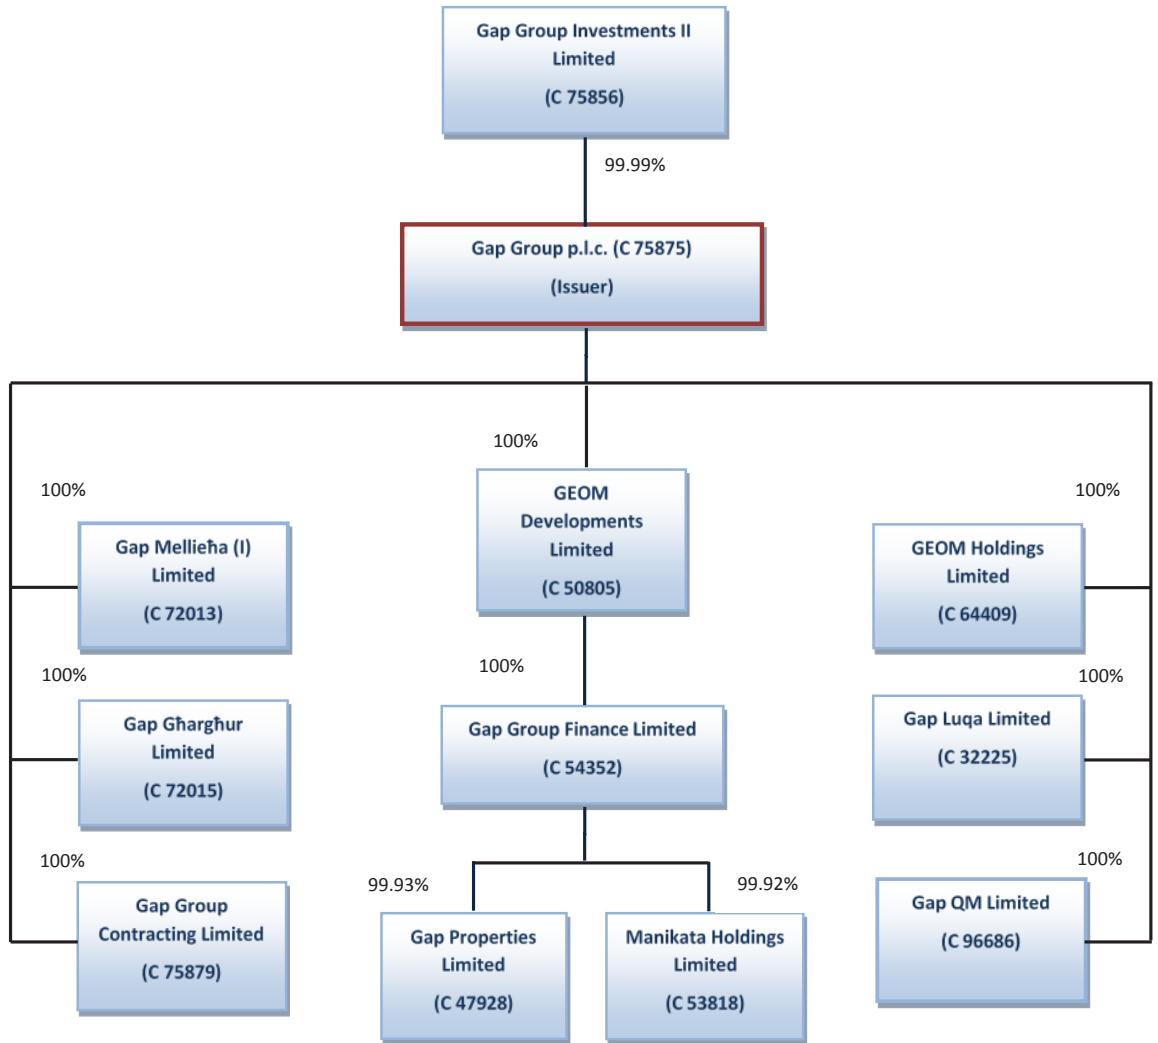 Gap Group Investments II
Limited
(C 75856)
99.99%
Gap Group p.l.c. (C 75875)
(Issuer)
100%
Gap Mellieħa (I)
Limited
(C 72013)
100%
Gap Għargħur
Limited
(C 72015)
100%
Gap Group
Contracting Limited
(C 75879)
100%
GEOM
Developments
Limited
(C 50805)
100%
Gap Group Finance Limited
(C 54352)
99.93%
Gap Properties
Limited
(C 47928)
99.92%
Manikata Holdings
Limited
(C 53818)
100%
GEOM Holdings
Limited
(C 64409)
100%
Gap Luqa Limited
(C 32225)
100%
Gap QM Limited
(C 96686)